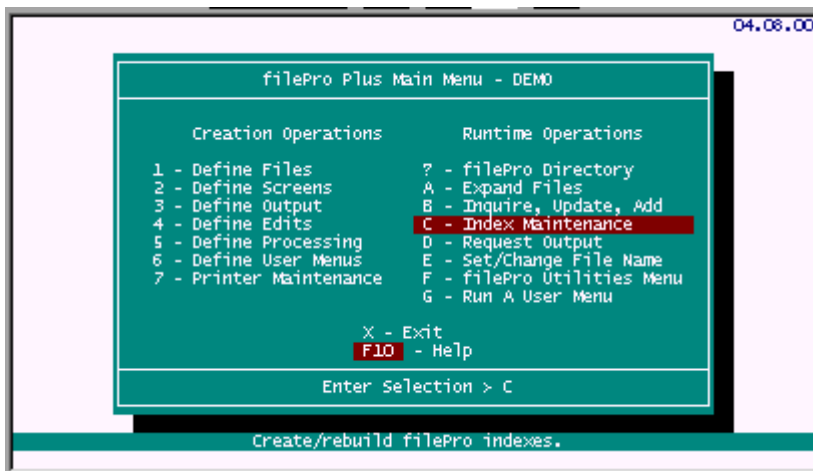 04.08.00
filePro Plus Main Menu - DEMO
Creation Operations Runtime Operations
1 - Define Files ? - filePro Directory
2 - Define Screens A - Expand Files
3 - Define Output B - Inquire, Update, Add
4 - Define Edits C - Index Maintenance
5 - Define Processing D - Request Output
6 - Define User Menus E - Set/Change File Name
7 - Printer Maintenance F - filePro Utilities Menu
G - Run A User Menu
X - Exit
F10 - Help
Enter Selection > C
Create/rebuild filePro indexes.